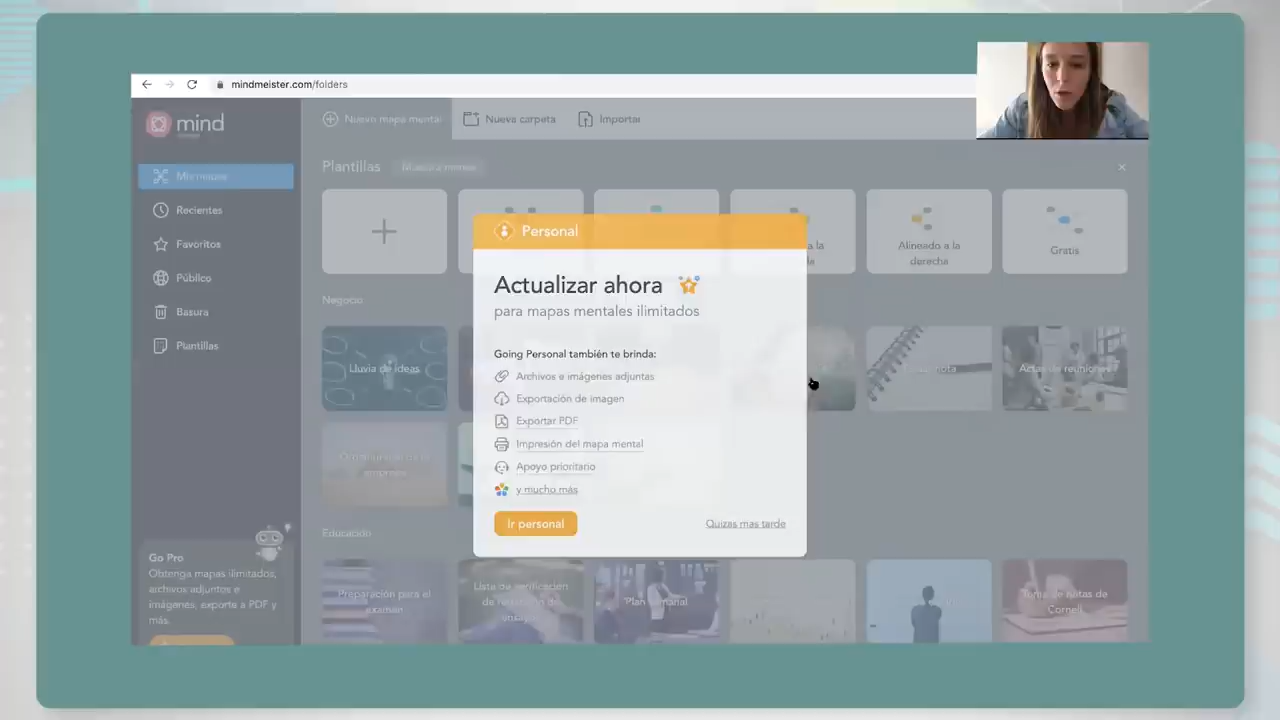 mindmeister.com/folders
mind
Nuevo mapa mental
Nueva carpeta
Importar
Plantillas
Recientes
Favoritos
Público
Basura
Plantillas
Go Pro
Obtenga mapas ilimitados,
archivos adjuntos e
imágenes, exporte a PDF y
más.
Alineado a la
derecha
Gratis
Negocio
Lluvia de ideas
Actas de reuniones
Educación
Preparación para el
examen
Lista de verificación
de
Plan semanal
Toma de notas de
Cornell
Personal
Actualizar ahora
para mapas mentales ilimitados
Going Personal también te brinda:
Archivos e imágenes adjuntas
Exportación de imagen
Exportar PDF
Impresión del mapa mental
Apoyo prioritario
y mucho más
Ir personal
Quizas mas tarde